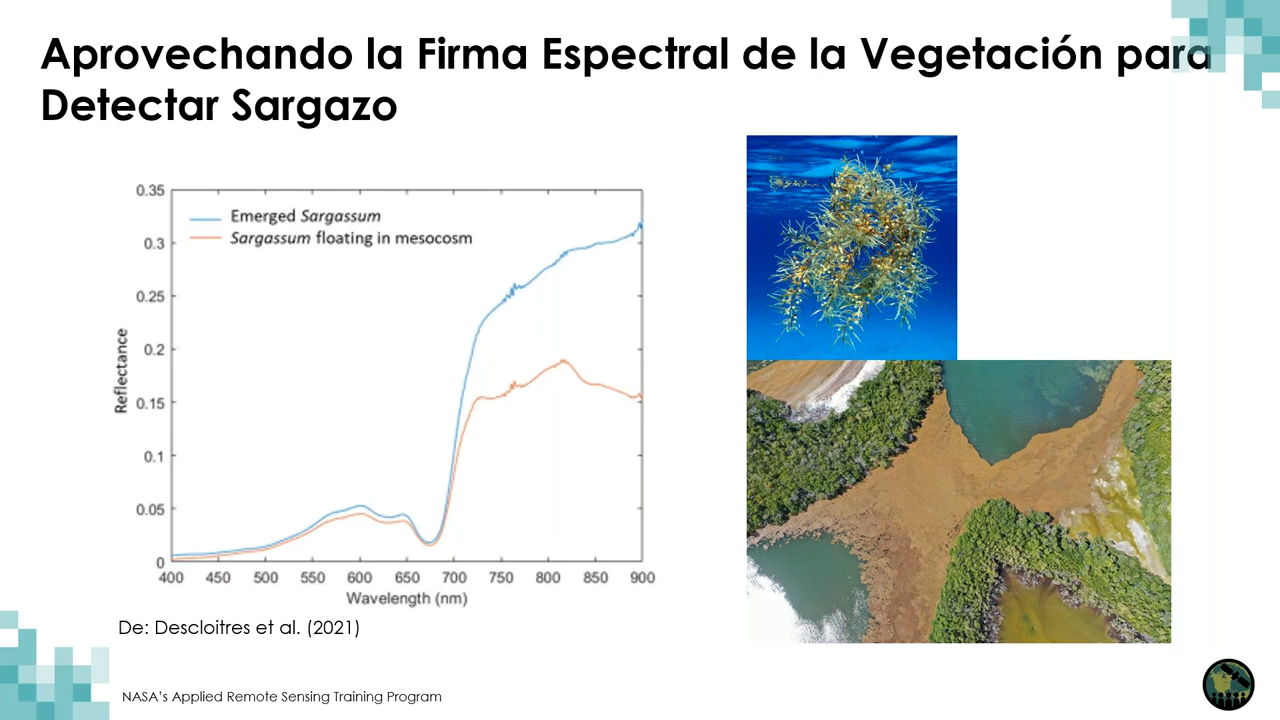 Aprovechando la Firma Espectral de la Vegetación para
Detectar Sargazo
0.35
0.3
0.25
0.2
0.15
0.1
0.05
0
Reflectance
Emerged Sargassum
Sargassum floating in mesocosm
400 450 500 550 600 650 700 750 800 850 900
Wavelength (nm)
De: Descloitres et al. (2021)
NASA's Applied Remote Sensing Training Program